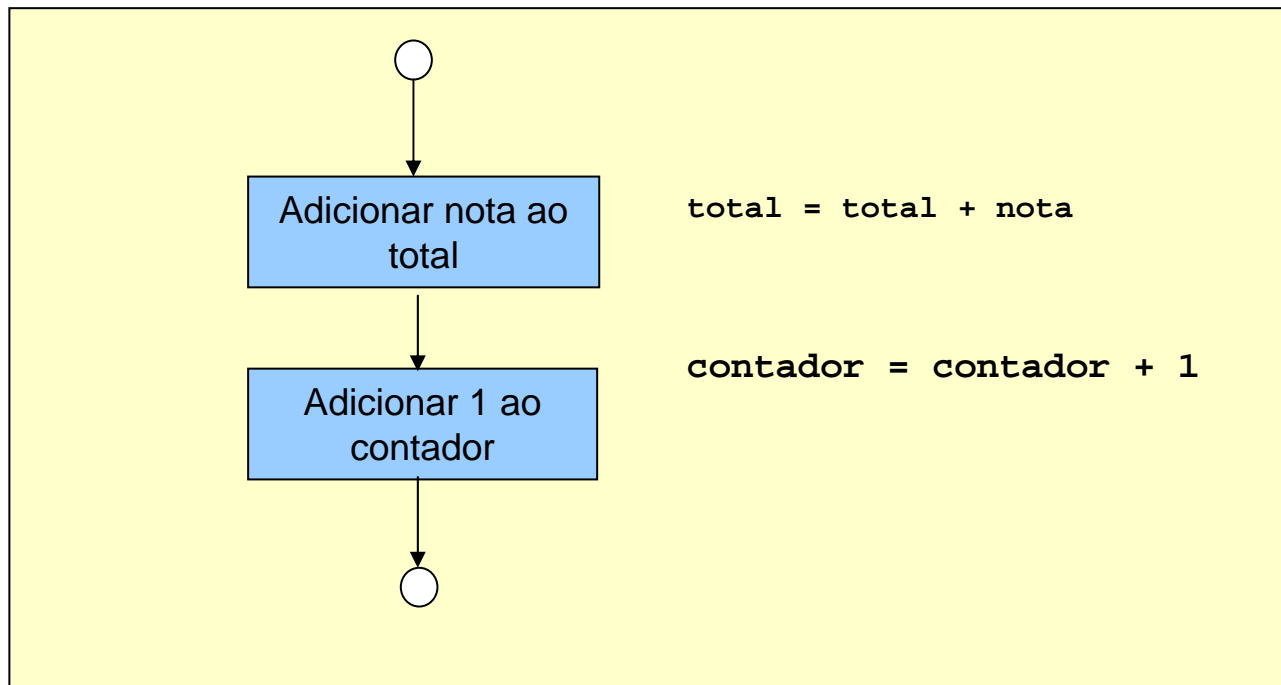 Adicionar nota ao
total
total = total + nota
contador = contador + 1
Adicionar 1 ao
contador